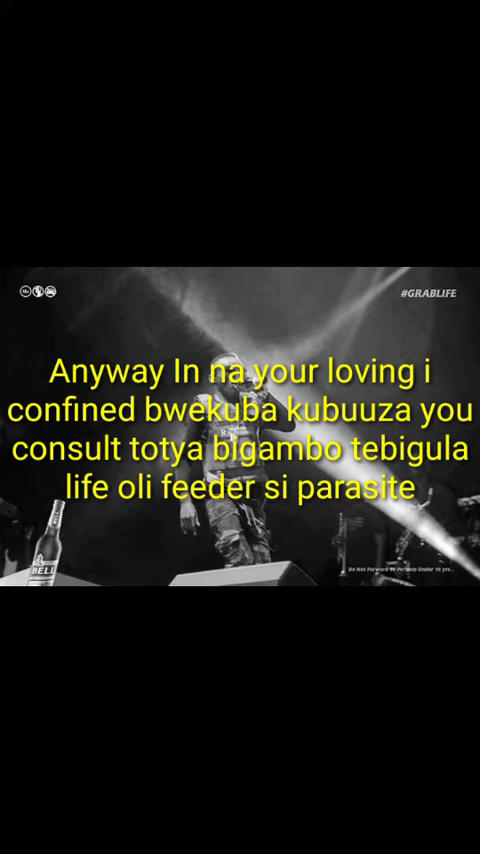 18+
#GRABLIFE
Anyway In na your loving i
confined bwekuba kubuuza you
consult totya bigambo tebigula
life oli feeder si parasite
BELL
Do Not Forward To Persons Under 18 yrs.